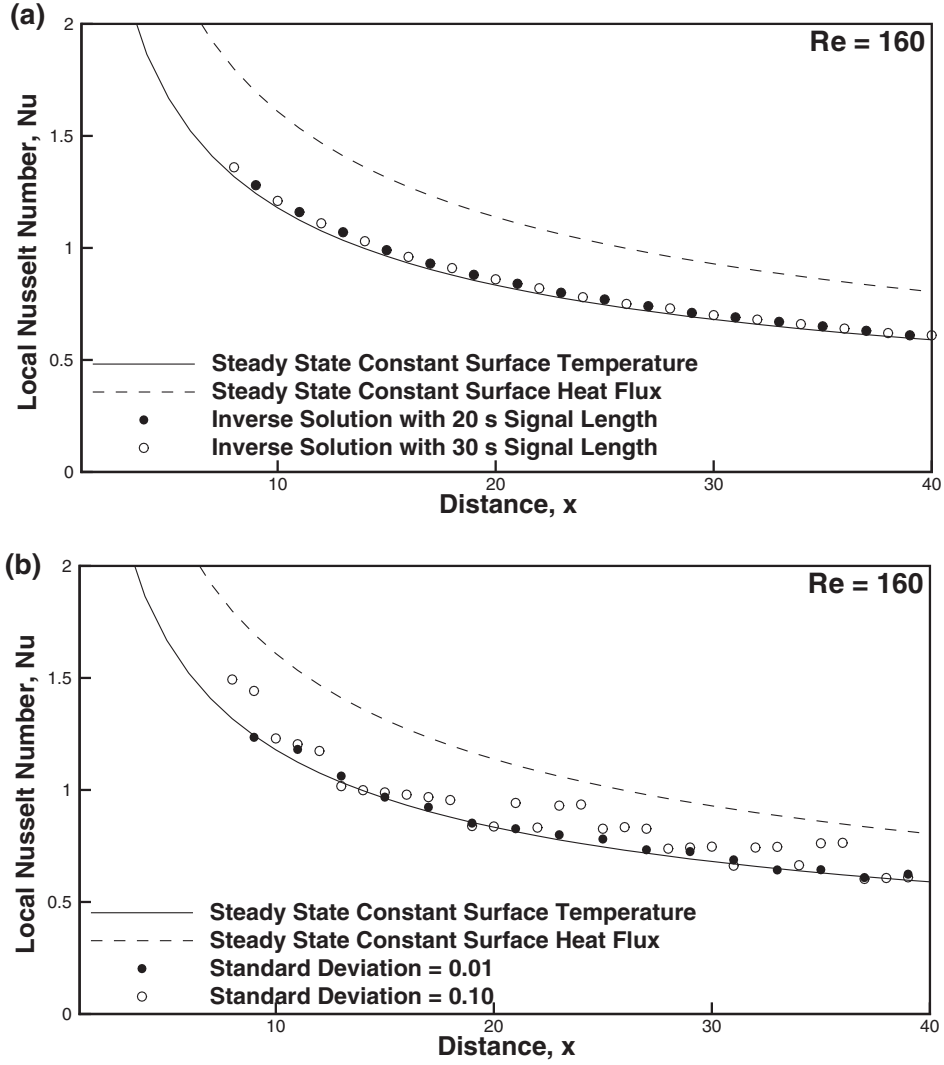 (a)
2
Re = 160
1.5
1
0.5
0
Local Nusselt Number, Nu
Steady State Constant Surface Temperature
Steady State Constant Surface Heat Flux
Inverse Solution with 20 s Signal Length
Inverse Solution with 30 s Signal Length
10 20 30 40
Distance, x
(b)
2
Re = 160
1.5
1
0.5
0
Local Nusselt Number, Nu
Steady State Constant Surface Temperature
Steady State Constant Surface Heat Flux
Standard Deviation = 0.01
Standard Deviation = 0.10
10 20 30 40
Distance, x